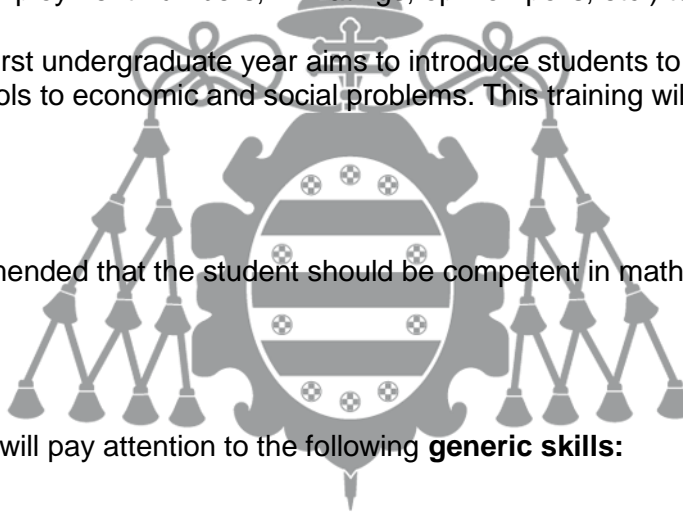 rst undergraduate year aims to introduce students to
ols to economic and social problems. This training wil
nended that the student should be competent in math
will pay attention to the following generic skills: